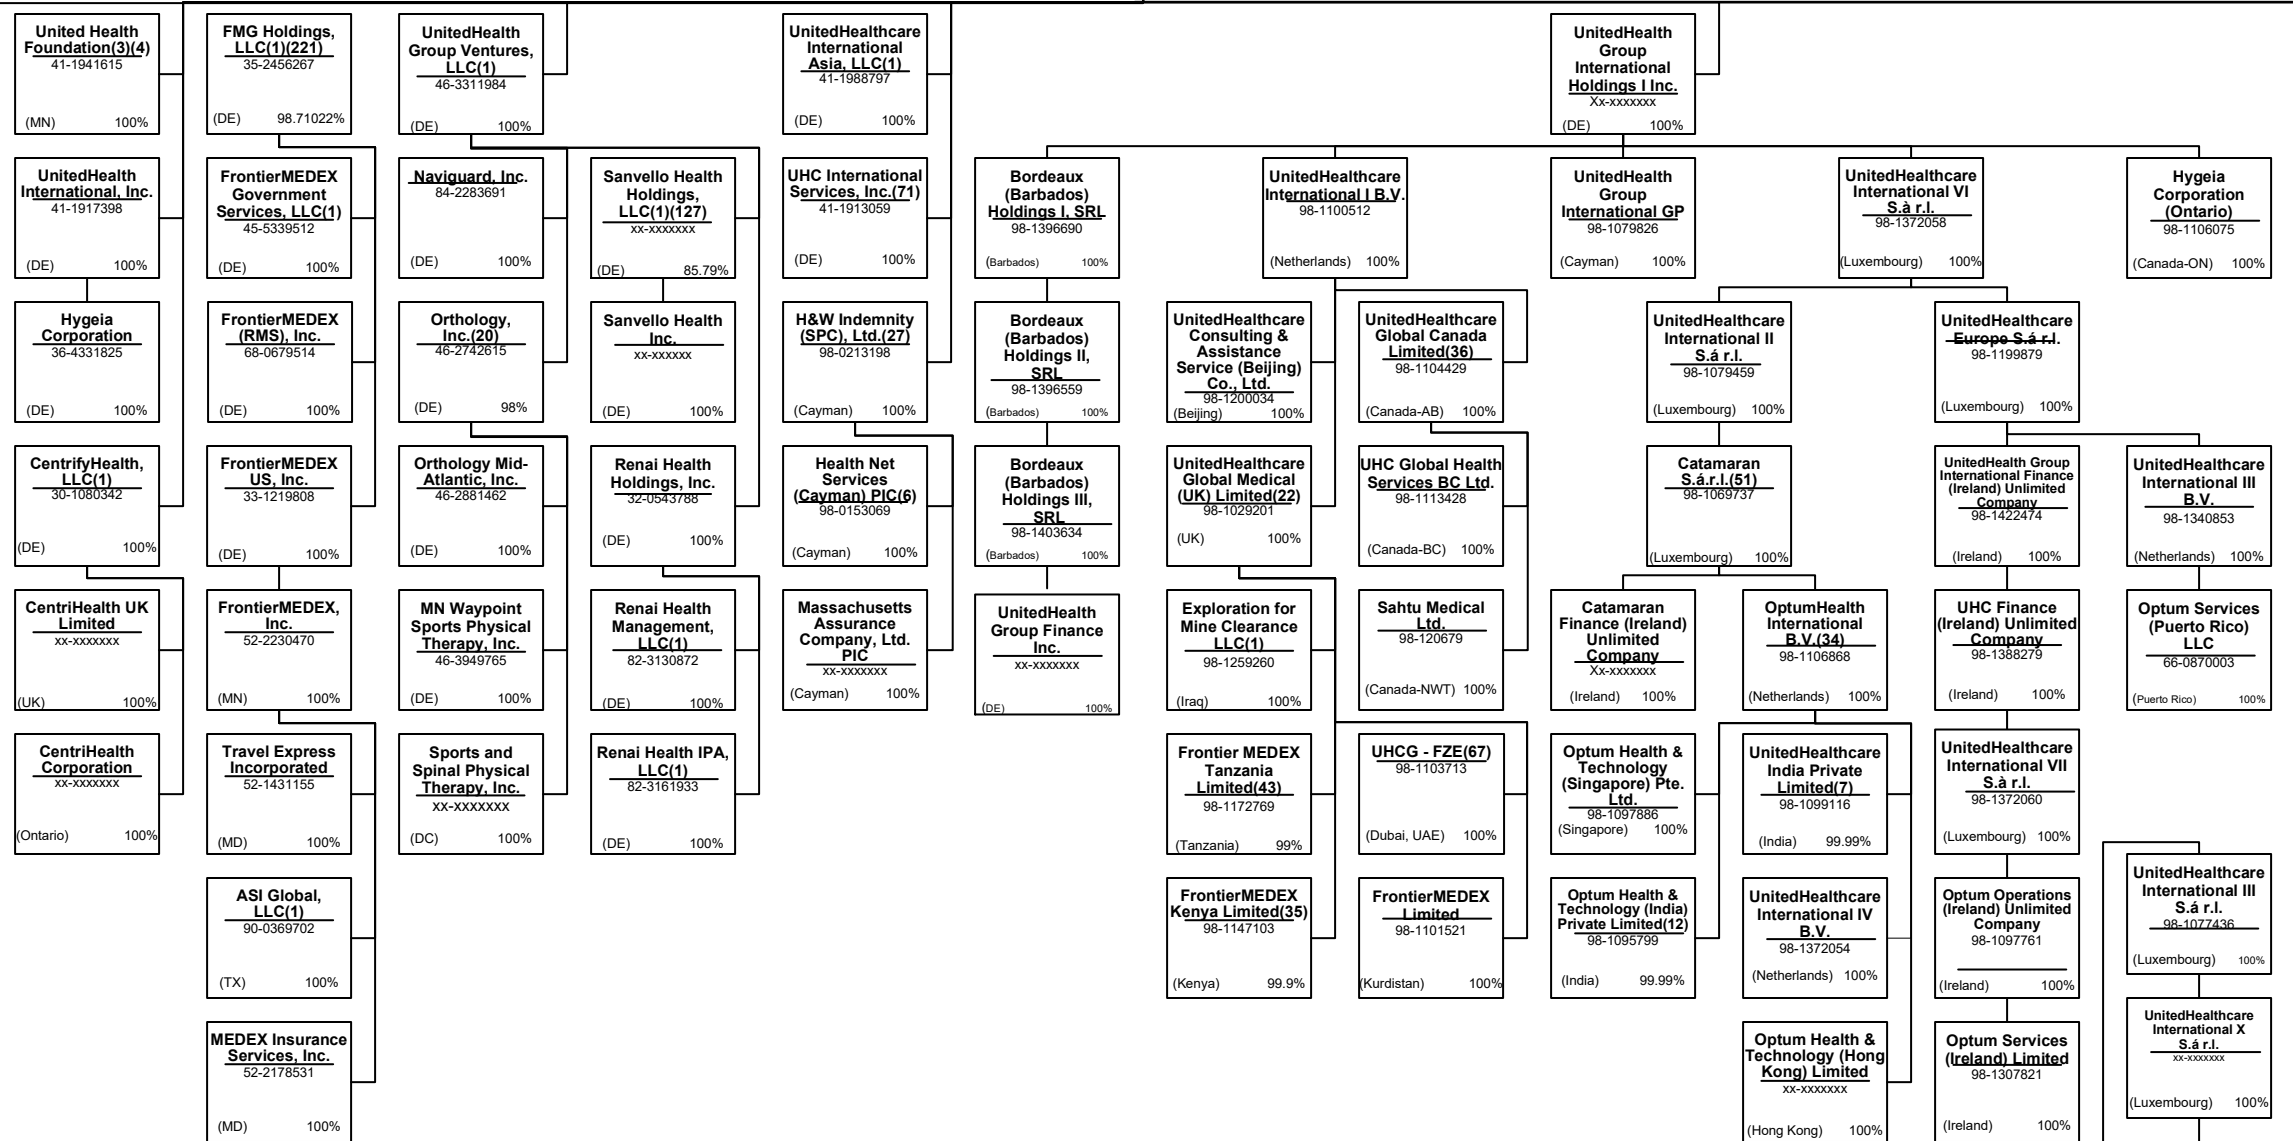 United Health
Foundation(3)(4)
41-1941615
(MN) 100%
FMG Holdings,
LLC(1)(221)
35-2456267
(DE) 98.71022%
UnitedHealth
Group Ventures,
LLC(1)
46-3311984
(DE) 100%
UnitedHealthcare
International
Asia, LLC(1)
41-1988797
(DE) 100%
UnitedHealth
Group
International
Holdings I Inc.
Xx-xxxxxxx
(DE) 100%
UnitedHealth
International, Inc.
41-1917398
(DE) 100%
FrontierMEDEX
Government
Services, LLC(1)
45-5339512
(DE) 100%
Naviguard, Inc.
84-2283691
(DE) 100%
Sanvello Health
Holdings,
LLC(1)(127)
xx-xxxxxxx
(DE) 85.79%
UHC International
Services, Inc.(71)
41-1913059
(DE) 100%
Bordeaux
(Barbados)
Holdings I, SRL
98-1396690
(Barbados) 100%
UnitedHealthcare
International I B.V.
98-1100512
(Netherlands) 100%
UnitedHealth
Group
International GP
98-1079826
(Cayman) 100%
UnitedHealthcare
International VI
S.à r.l.
98-1372058
(Luxembourg) 100%
Hygeia
Corporation
(Ontario)
98-1106075
(Canada-ON) 100%
Hygeia
Corporation
36-4331825
(DE) 100%
FrontierMEDEX
(RMS), Inc.
68-0679514
(DE) 100%
Orthology,
Inc.(20)
46-2742615
(DE) 98%
Sanvello Health
Inc.
xx-xxxxxx
(DE) 100%
H&W Indemnity
(SPC), Ltd.(27)
98-0213198
(Cayman) 100%
Bordeaux
(Barbados)
Holdings II,
SRL
98-1396559
(Barbados) 100%
UnitedHealthcare
Consulting &
Assistance
Service (Beijing)
Co., Ltd.
98-1200034
(Beijing) 100%
UnitedHealthcare
Global Canada
Limited(36)
98-1104429
(Canada-AB) 100%
UnitedHealthcare
International II
S.á r.l.
98-1079459
(Luxembourg) 100%
UnitedHealthcare
Europe S.á r.l.
98-1199879
(Luxembourg) 100%
CentrifyHealth,
LLC(1)
30-1080342
(DE) 100%
FrontierMEDEX
US, Inc.
33-1219808
(DE) 100%
Orthology Mid-
Atlantic, Inc.
46-2881462
(DE) 100%
Renai Health
Holdings, Inc.
32-0543788
(DE) 100%
Health Net
Services
(Cayman) PIC(6)
98-0153069
(Cayman) 100%
Bordeaux
(Barbados)
Holdings III,
SRL
98-1403634
(Barbados) 100%
UnitedHealthcare
Global Medical
(UK) Limited(22)
98-1029201
(UK) 100%
UHC Global Health
Services BC Ltd.
98-1113428
(Canada-BC) 100%
Catamaran
S.á.r.l.(51)
98-1069737
(Luxembourg) 100%
UnitedHealth Group
International Finance
(Ireland) Unlimited
Company
98-1422474
(Ireland) 100%
UnitedHealthcare
International III
B.V.
98-1340853
(Netherlands) 100%
CentriHealth UK
Limited
xx-xxxxxxx
(UK) 100%
FrontierMEDEX,
Inc.
52-2230470
(MN) 100%
MN Waypoint
Sports Physical
Therapy, Inc.
46-3949765
(DE) 100%
Renai Health
Management,
LLC(1)
82-3130872
(DE) 100%
Massachusetts
Assurance
Company, Ltd.
PIC
xx-xxxxxxx
(Cayman) 100%
UnitedHealth
Group Finance
Inc.
xx-xxxxxxx
(DE) 100%
Exploration for
Mine Clearance
LLC(1)
98-1259260
(Iraq) 100%
Sahtu Medical
Ltd.
98-120679
(Canada-NWT) 100%
Catamaran
Finance (Ireland)
Unlimited
Company
Xx-xxxxxxx
(Ireland) 100%
OptumHealth
International
B.V.(34)
98-1106868
(Netherlands) 100%
UHC Finance
(Ireland) Unlimited
Company
98-1388279
(Ireland) 100%
Optum Services
(Puerto Rico)
LLC
66-0870003
(Puerto Rico) 100%
CentriHealth
Corporation
xx-xxxxxxx
(Ontario) 100%
Travel Express
Incorporated
52-1431155
(MD) 100%
Sports and
Spinal Physical
Therapy, Inc.
xx-xxxxxxx
(DC) 100%
Renai Health IPA,
LLC(1)
82-3161933
(DE) 100%
Frontier MEDEX
Tanzania
Limited(43)
98-1172769
(Tanzania) 99%
UHCG - FZE(67)
98-1103713
(Dubai, UAE) 100%
Optum Health &
Technology
(Singapore) Pte.
Ltd.
98-1097886
(Singapore) 100%
UnitedHealthcare
India Private
Limited(7)
98-1099116
(India) 99.99%
UnitedHealthcare
International VII
S.à r.l.
98-1372060
(Luxembourg) 100%
ASI Global,
LLC(1)
90-0369702
(TX) 100%
FrontierMEDEX
Kenya Limited(35)
98-1147103
(Kenya) 99.9%
FrontierMEDEX
Limited
98-1101521
(Kurdistan) 100%
Optum Health &
Technology (India)
Private Limited(12)
98-1095799
(India) 99.99%
UnitedHealthcare
International IV
B.V.
98-1372054
(Netherlands) 100%
Optum Operations
(Ireland) Unlimited
Company
98-1097761
(Ireland) 100%
UnitedHealthcare
International III
S.á r.l.
98-1077436
(Luxembourg) 100%
MEDEX Insurance
Services, Inc.
52-2178531
(MD) 100%
Optum Health &
Technology (Hong
Kong) Limited
xx-xxxxxxx
(Hong Kong) 100%
Optum Services
(Ireland) Limited
98-1307821
(Ireland) 100%
UnitedHealthcare
International X
S.á r.l.
xx-xxxxxxx
(Luxembourg) 100%